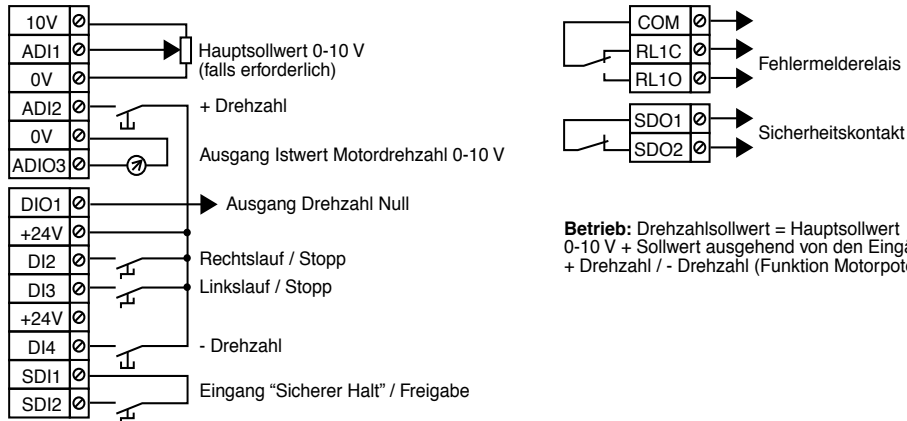 10V
ADI1
Hauptsollwert 0-10 V
(falls erforderlich)
0V
ADI2
+ Drehzahl
0V
Ausgang Istwert Motordrehzahl 0-10 V
ADIO3
DIO1
Ausgang Drehzahl Null
+24V
DI2
Rechtslauf / Stopp
DI3
Linkslauf / Stopp
+24V
DI4
- Drehzahl
SDI1
Eingang “Sicherer Halt” / Freigabe
SDI2
COM
RL1C
Fehlermelderelais
RL1O
SDO1
Sicherheitskontakt
SDO2
Betrieb: Drehzahlsollwert = Hauptsollwert
0-10 V + Sollwert ausgehend von den
+ Drehzahl / - Drehzahl (Funktion